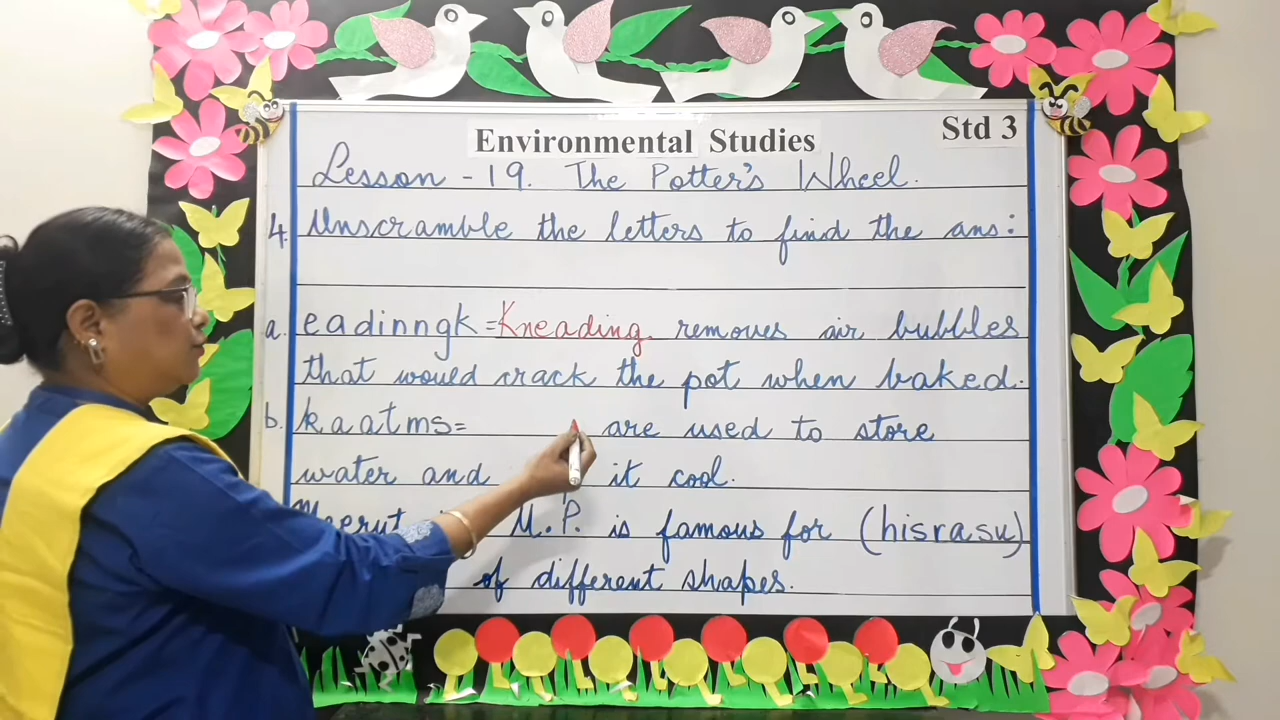 Environmental Studies Std 3
Lesson - 19. The Potter's Wheel.
4. Unscramble the letters to find the ans:
a. eadinngk = Kneading removes air bubbles
that would crack the pot when baked.
b. kaatms = are used to store
water and it cool.
Meerut M.P. is famous for (hisrasu)
of different shapes.